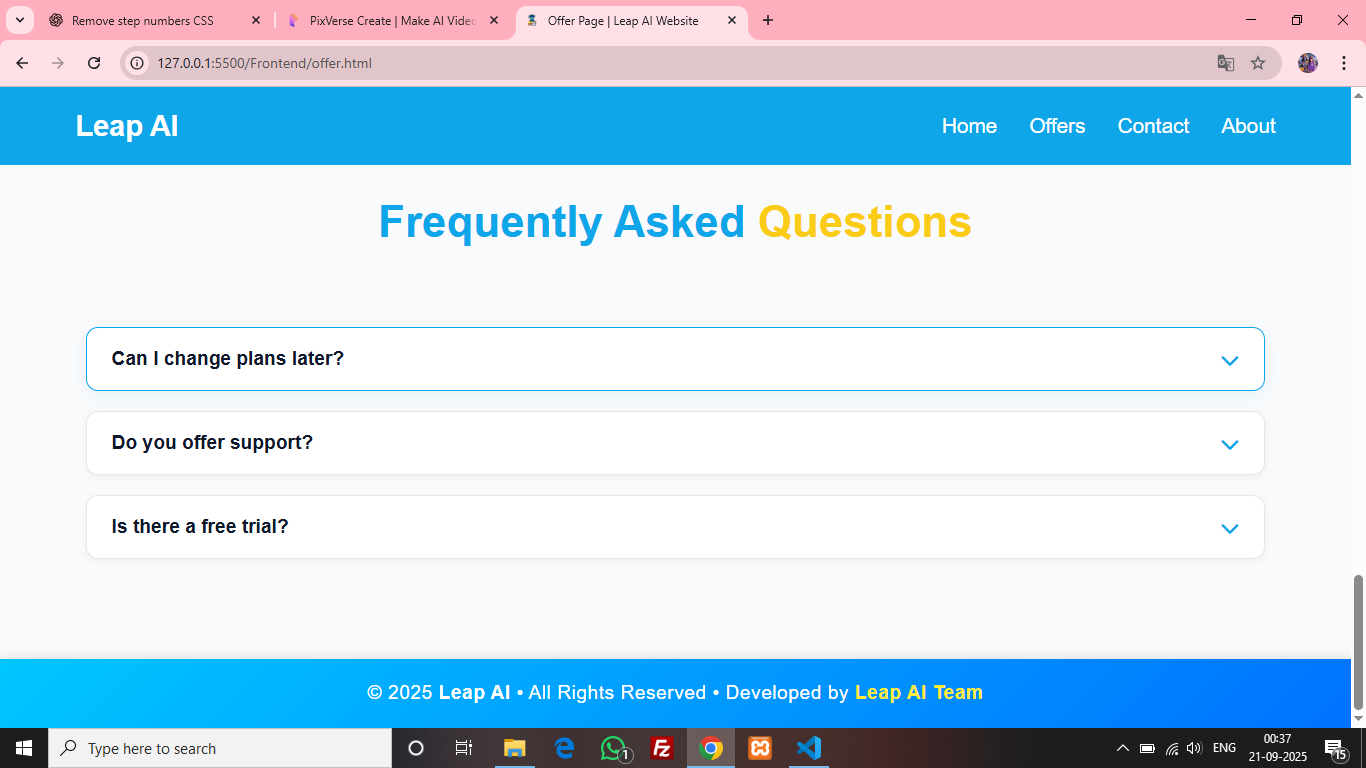 Remove step numbers CSS
PixVerse Create | Make AI Video
Offer Page | Leap AI Website
127.0.0.1:5500/Frontend/offer.html
Leap AI
Home Offers Contact About
Frequently Asked Questions
Can I change plans later?
Do you offer support?
Is there a free trial?
© 2025 Leap AI • All Rights Reserved • Developed by Leap AI Team
Type here to search
1
Fz
ENG
00:37
21-09-2025
15